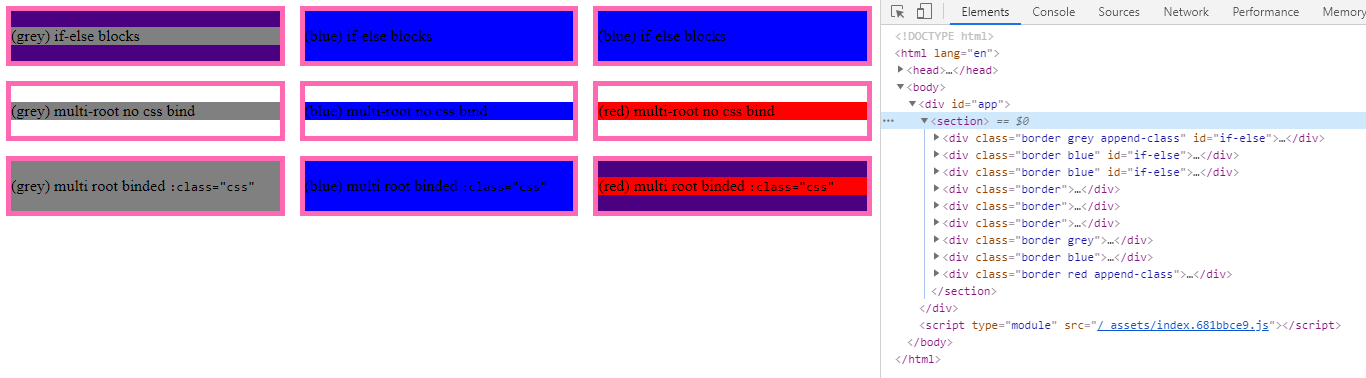 (grey) if-else blocks
(blue) if-else blocks
(blue) if-else blocks
(grey) multi-root no css bind
(blue) multi-root no css bind
(red) multi-root no css bind
(grey) multi root binded :class="css"
(blue) multi root binded :class="css"
(red) multi root binded :class="css"
Elements Console Sources Network Performance Memory
<!DOCTYPE html>
<html lang="en">
<head>…</head>
<body>
<div id="app">
<section> == $0
<div class="border grey append-class" id="if-else">…</div>
<div class="border blue" id="if-else">…</div>
<div class="border blue" id="if-else">…</div>
<div class="border">…</div>
<div class="border">…</div>
<div class="border">…</div>
<div class="border grey">…</div>
<div class="border blue">…</div>
<div class="border red append-class">…</div>
</section>
</div>
<script type="module" src="/_assets/index.681bbce9.js"></script>
</body>
</html>